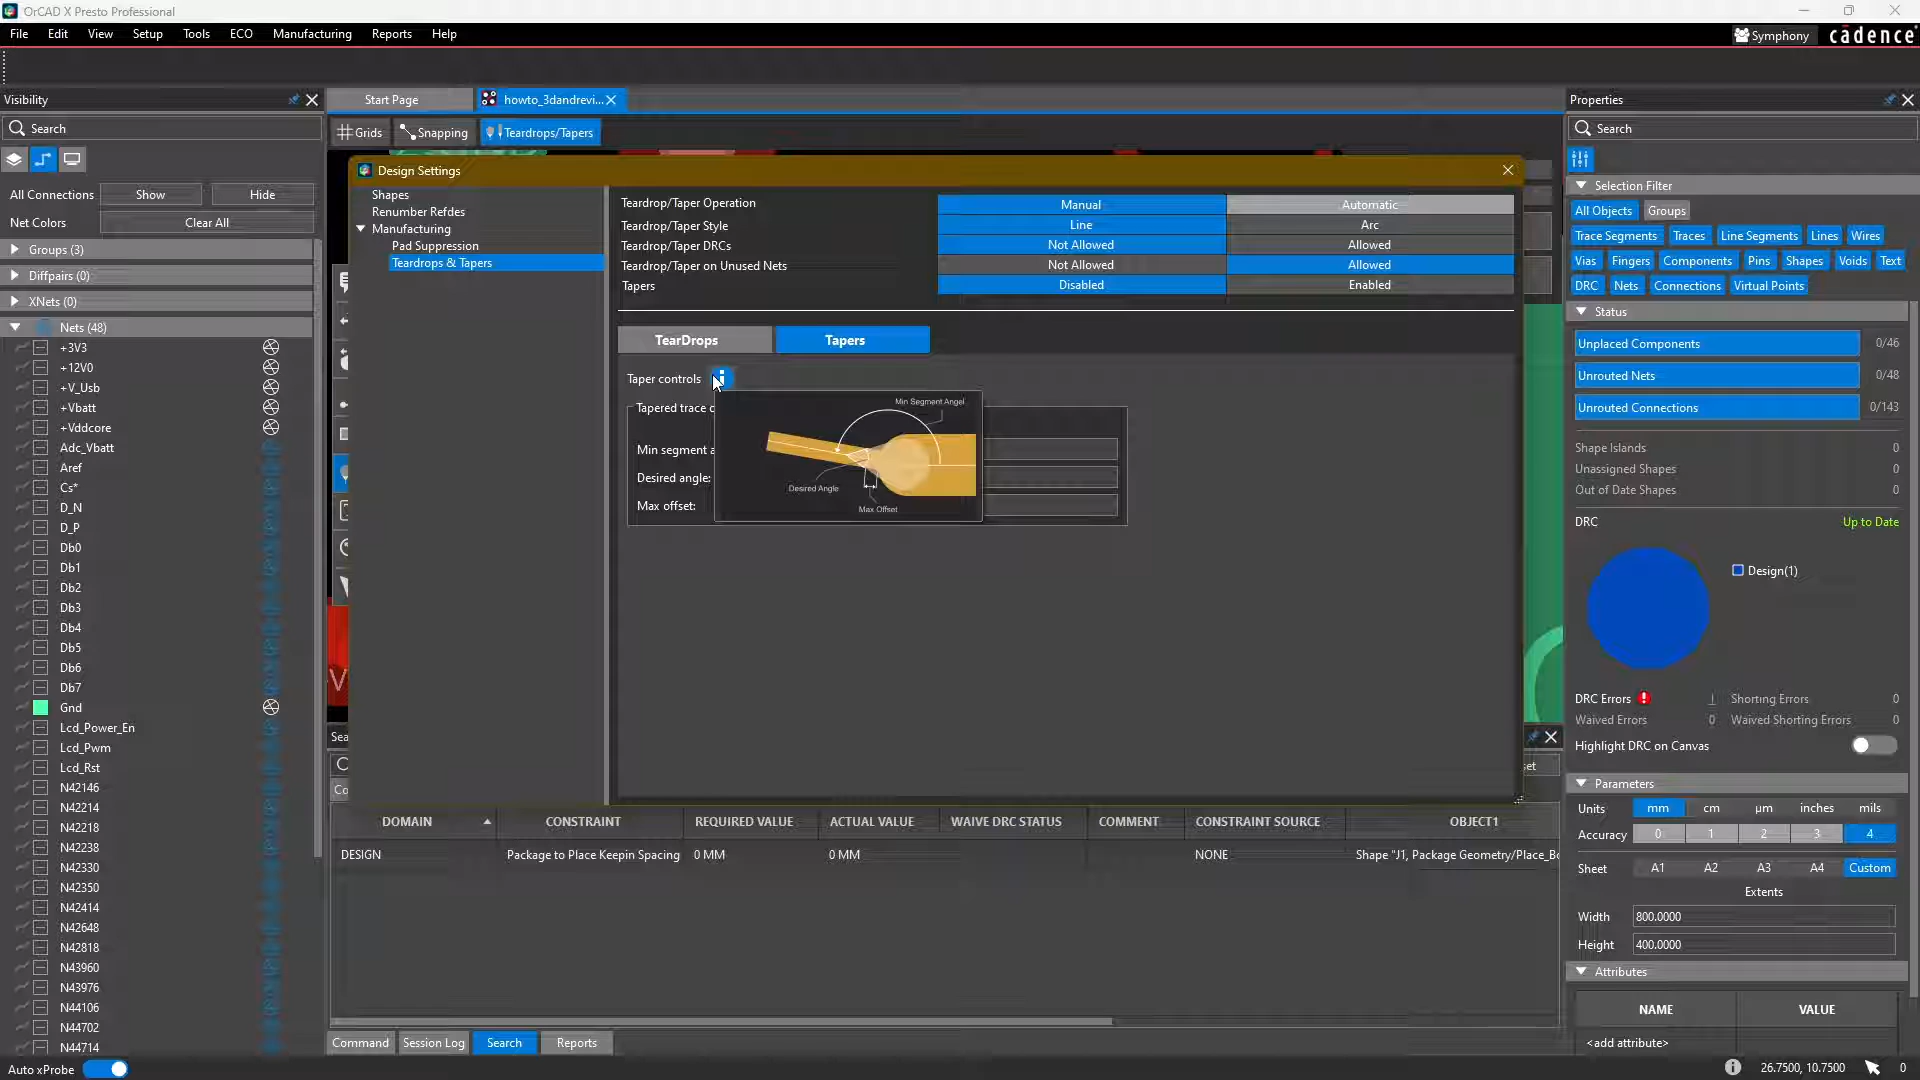 OrCAD X Presto Professional
File Edit View Setup Tools ECO Manufacturing Reports Help
Symphony cādence
Visibility
Search
All Connections Show Hide
Net Colors Clear All
Groups (3)
Diffpairs (0)
XNets (0)
Nets (48)
+3V3
+12V0
+V_Usb
+Vbatt
+Vddcore
Adc_Vbatt
Aref
Cs*
D_N
D_P
Db0
Db1
Db2
Db3
Db4
Db5
Db6
Db7
Gnd
Lcd_Power_En
Lcd_Pwm
Lcd_Rst
N42146
N42214
N42218
N42238
N42330
N42350
N42414
N42648
N42818
N43960
N43976
N44106
N44702
N44714
Auto xProbe
Start Page howto_3dandrevi...
Grids Snapping Teardrops/Tapers
Design Settings
Shapes
Renumber Refdes
Manufacturing
Pad Suppression
Teardrops & Tapers
Teardrop/Taper Operation Manual Automatic
Teardrop/Taper Style Line Arc
Teardrop/Taper DRCs Not Allowed Allowed
Teardrop/Taper on Unused Nets Not Allowed Allowed
Tapers Disabled Enabled
TearDrops Tapers
Taper controls
Tapered trace c
Min segment a
Desired angle:
Max offset:
Min Segment Angel
Desired Angle
Max Offset
Sea
Co
set
DOMAIN CONSTRAINT REQUIRED VALUE ACTUAL VALUE WAIVE DRC STATUS COMMENT CONSTRAINT SOURCE OBJECT1
DESIGN Package to Place Keepin Spacing 0 MM 0 MM NONE Shape "J1, Package Geometry/Place_Bo
Command Session Log Search Reports
Properties
Search
Selection Filter
All Objects Groups
Trace Segments Traces Line Segments Lines Wires
Vias Fingers Components Pins Shapes Voids Text
DRC Nets Connections Virtual Points
Status
Unplaced Components 0/46
Unrouted Nets 0/48
Unrouted Connections 0/143
Shape Islands 0
Unassigned Shapes 0
Out of Date Shapes 0
DRC Up to Date
Design(1)
DRC Errors 1 Shorting Errors 0
Waived Errors 0 Waived Shorting Errors 0
Highlight DRC on Canvas
Parameters
Units mm cm µm inches mils
Accuracy 0 1 2 3 4
Sheet A1 A2 A3 A4 Custom
Extents
Width 800.0000
Height 400.0000
Attributes
NAME VALUE
<add attribute>
26.7500, 10.7500 0